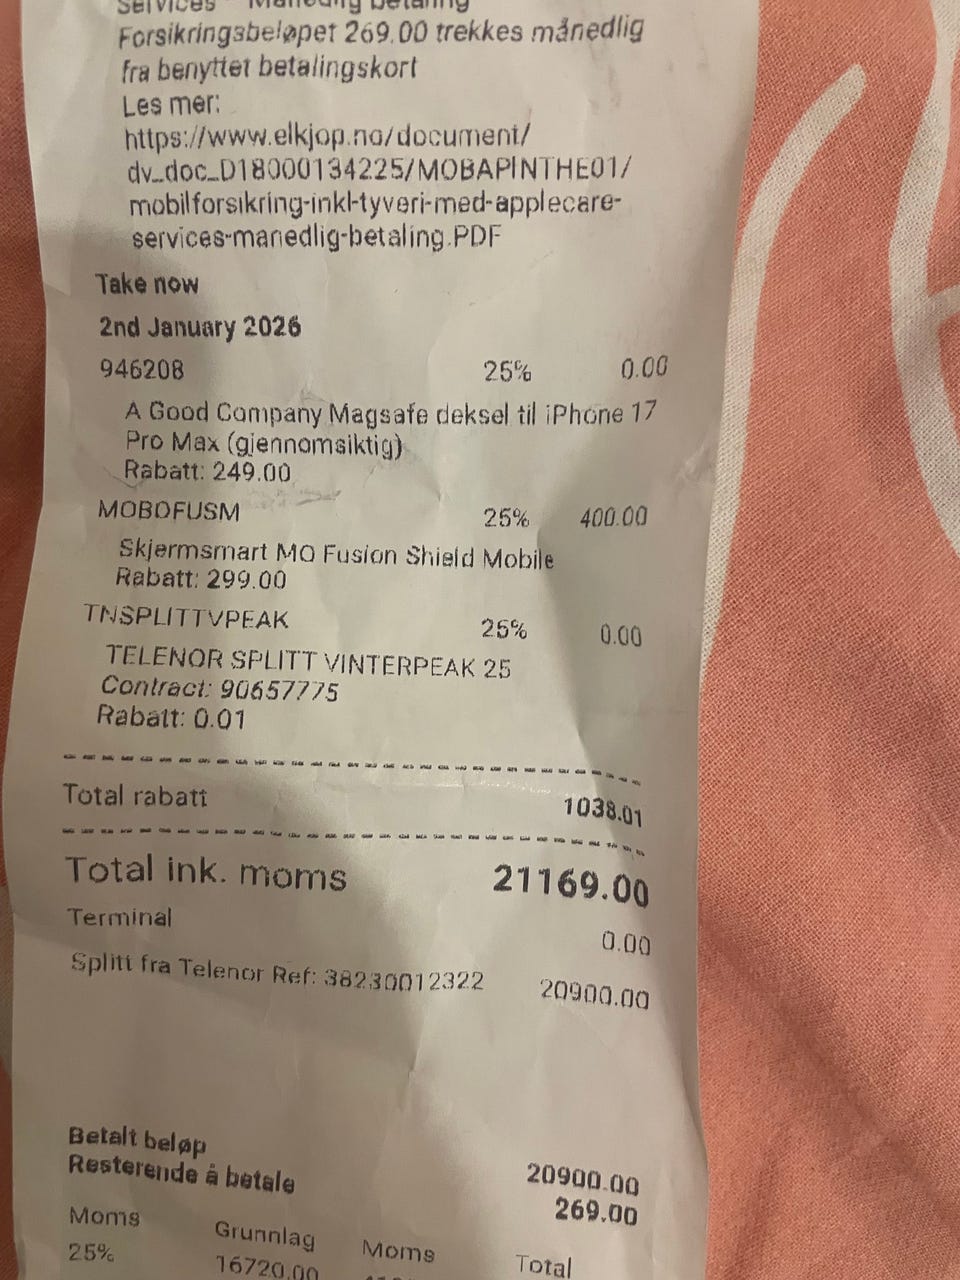 Services - Månedlig betaling
Forsikringsbeløpet 269.00 trekkes månedlig
fra benyttet betalingskort
Les mer:
https://www.elkjop.no/document/
dv_doc_D18000134225/MOBAPINTHE01/
mobilforsikring-inkl-tyveri-med-applecare-
services-manedlig-betaling.PDF
Take now
2nd January 2026
946208 25% 0.00
A Good Company Magsafe deksel til iPhone 17
Pro Max (gjennomsiktig)
Rabatt: 249.00
MOBOFUSM 25% 400.00
Skjermsmart MO Fusion Shield Mobile
Rabatt: 299.00
TNSPLITTVPEAK 25% 0.00
TELENOR SPLITT VINTERPEAK 25
Contract: 90657775
Rabatt: 0.01
Total rabatt 1038.01
Total ink. moms 21169.00
Terminal 0.00
Splitt fra Telenor Ref: 38230012322 20900.00
Betalt beløp 20900.00
Resterende å betale 269.00
Moms Grunnlag Moms Total
25% 16720.00